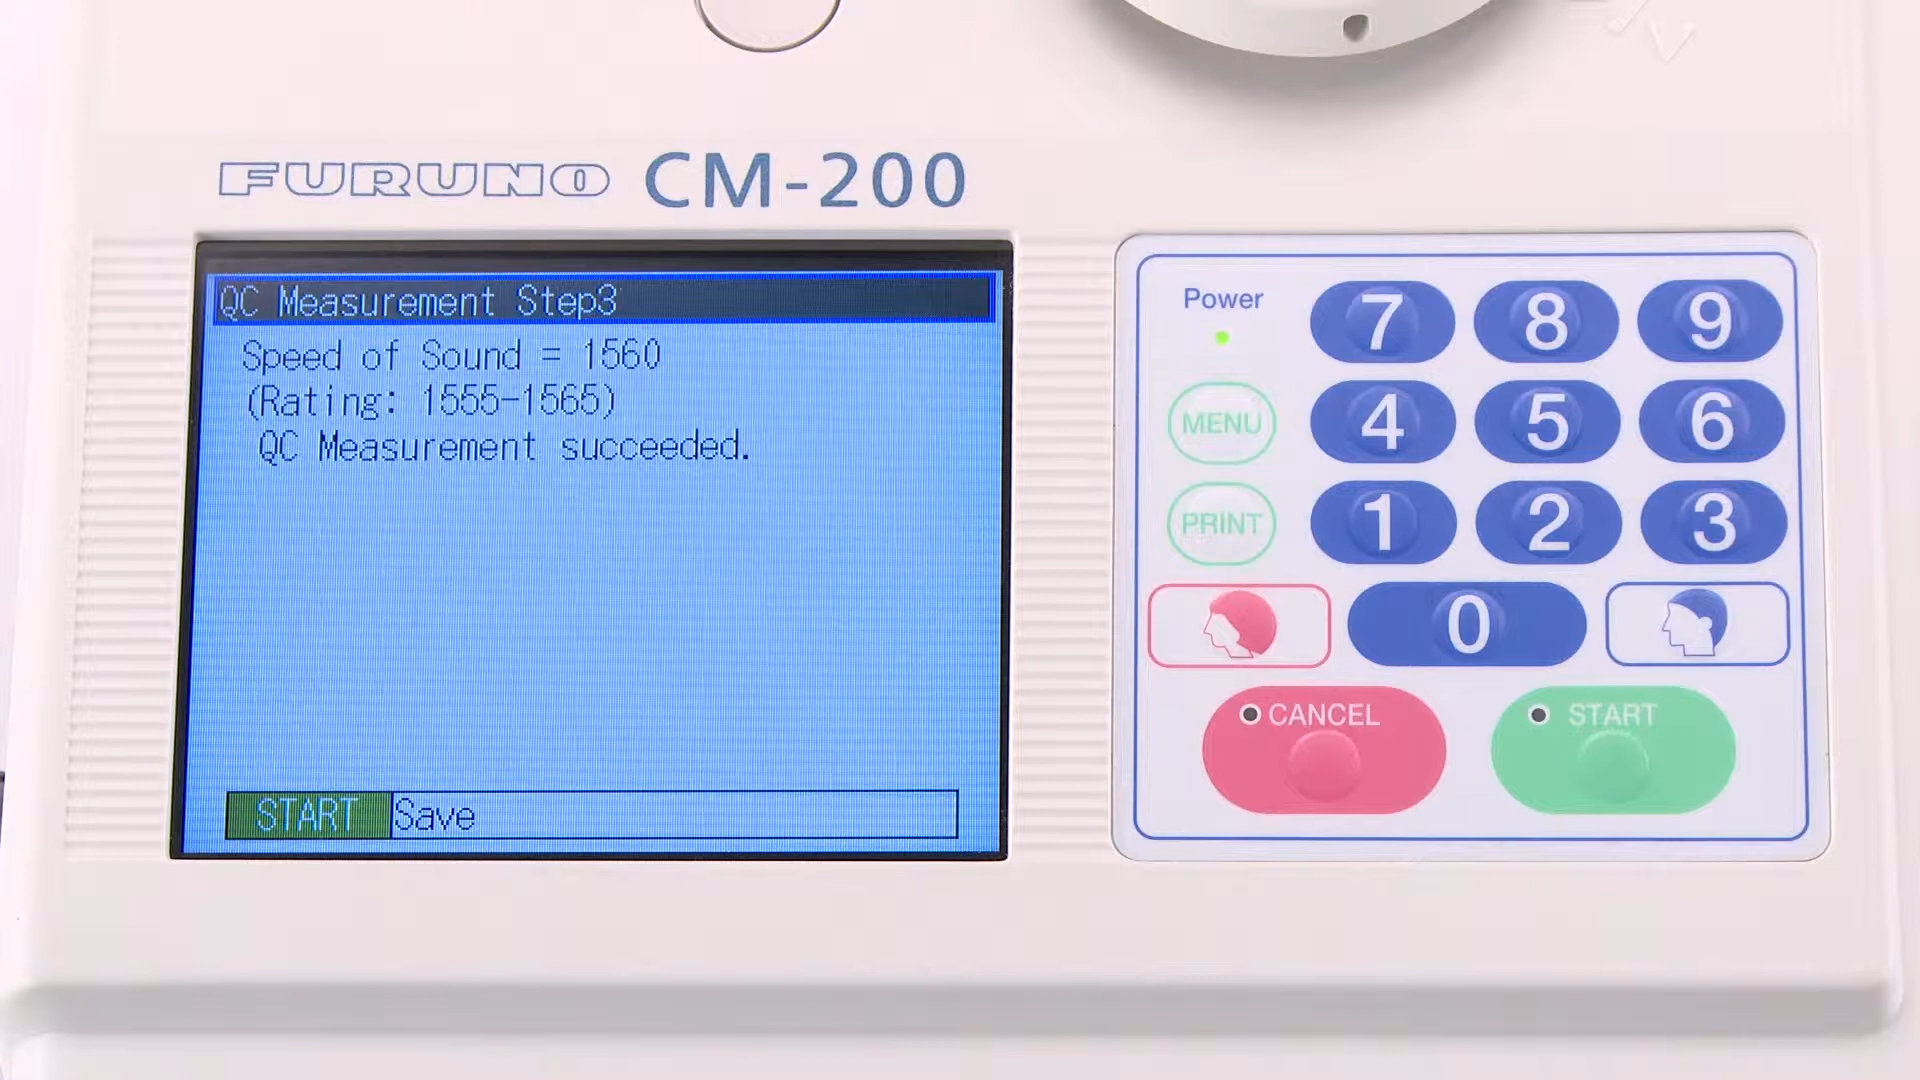 FURUNO CM-200
QC Measurement Step3
Speed of Sound = 1560
(Rating: 1555-1565)
QC Measurement succeeded.
START Save
Power
7 8 9
MENU 4 5 6
PRINT 1 2 3
0
CANCEL START